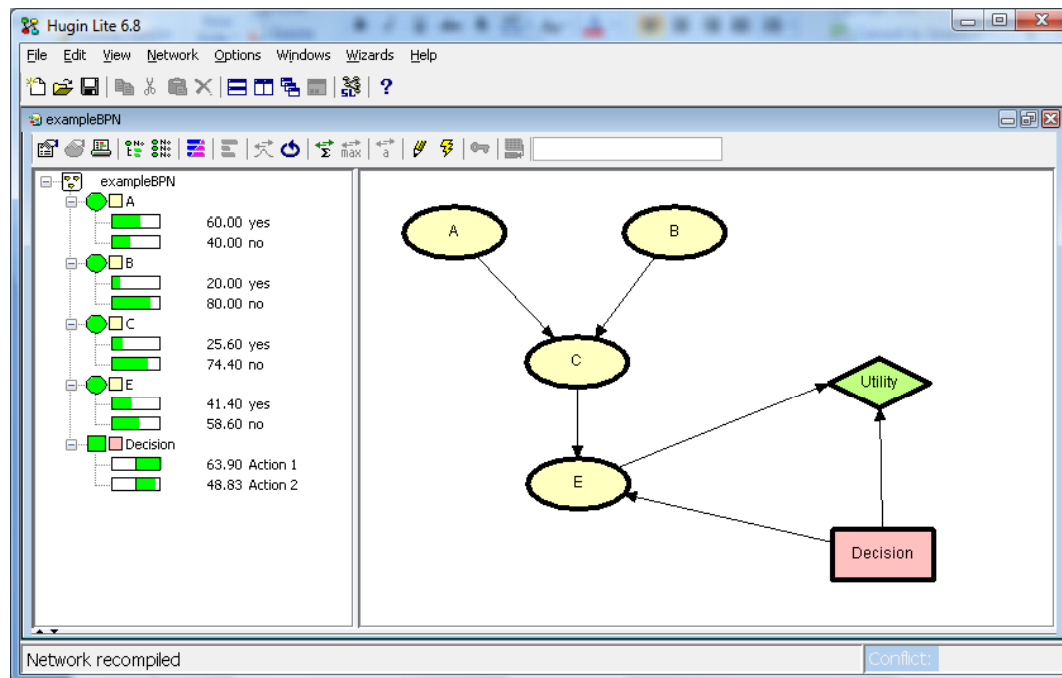 Hugin Lite 6.8
File Edit View Network Options Windows Wizards Help
SL ?
exampleBPN
Σ max a
exampleBPN
A
60.00 yes
40.00 no
B
20.00 yes
80.00 no
C
25.60 yes
74.40 no
E
41.40 yes
58.60 no
Decision
63.90 Action 1
48.83 Action 2
A
B
C
Utility
E
Decision
Network recompiled
Conflict: